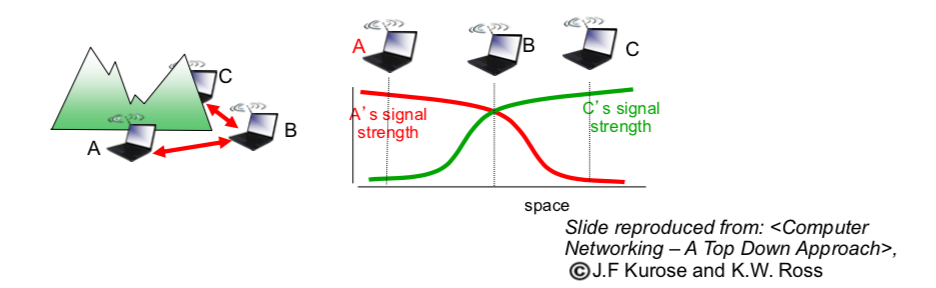 C
B
A
A
B
C
A's signal
strength
C's signal
strength
space
Slide reproduced from: <Computer
Networking – A Top Down Approach>,
©J.F Kurose and K.W. Ross